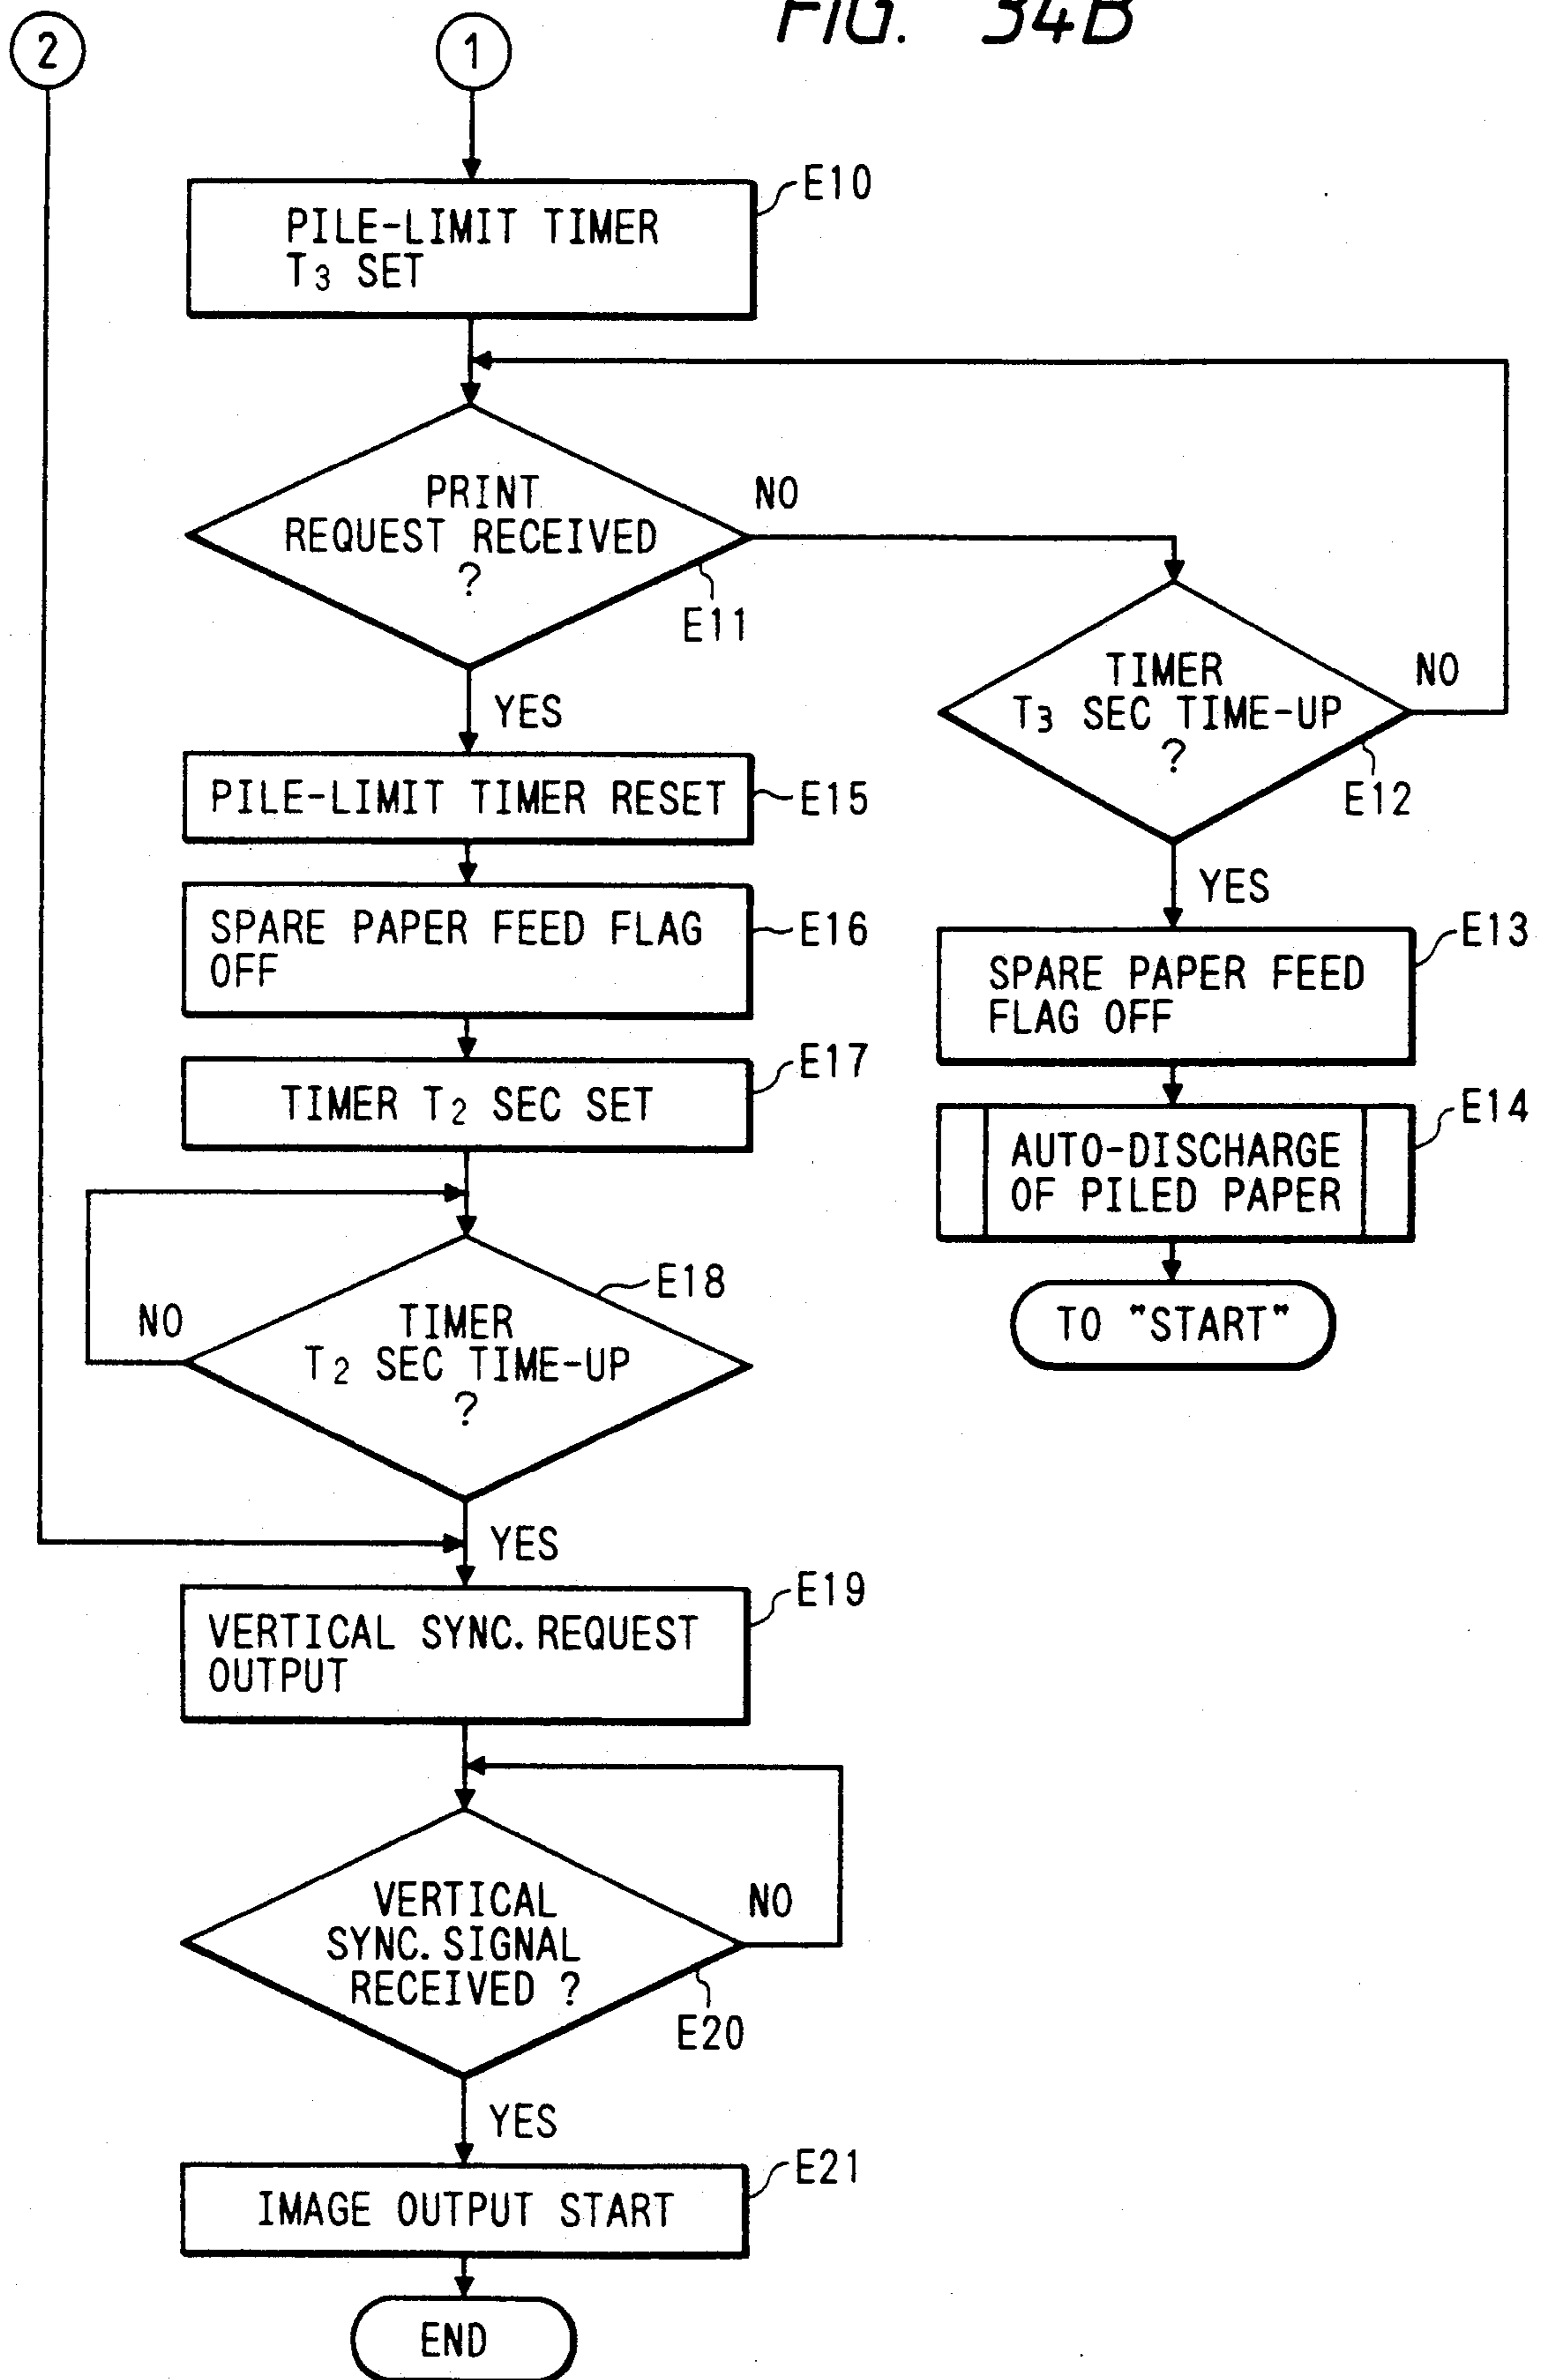 FIG. 34B
2
1
E10
PILE-LIMIT TIMER
T3 SET
PRINT
REQUEST RECEIVED
?
NO
E11
YES
TIMER
T3 SEC TIME-UP
?
NO
E12
YES
PILE-LIMIT TIMER RESET
E15
SPARE PAPER FEED FLAG
OFF
E16
SPARE PAPER FEED
FLAG OFF
E13
TIMER T2 SEC SET
E17
AUTO-DISCHARGE
OF PILED PAPER
E14
TO "START"
TIMER
T2 SEC TIME-UP
?
E18
NO
YES
VERTICAL SYNC. REQUEST
OUTPUT
E19
VERTICAL
SYNC. SIGNAL
RECEIVED ?
NO
E20
YES
IMAGE OUTPUT START
E21
END